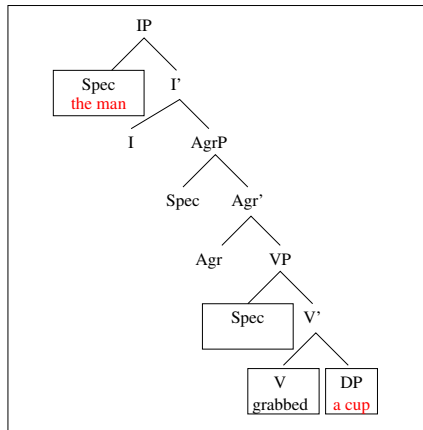 IP
Spec I'
the man
I AgrP
Spec Agr'
Agr VP
Spec V'
V DP
grabbed a cup